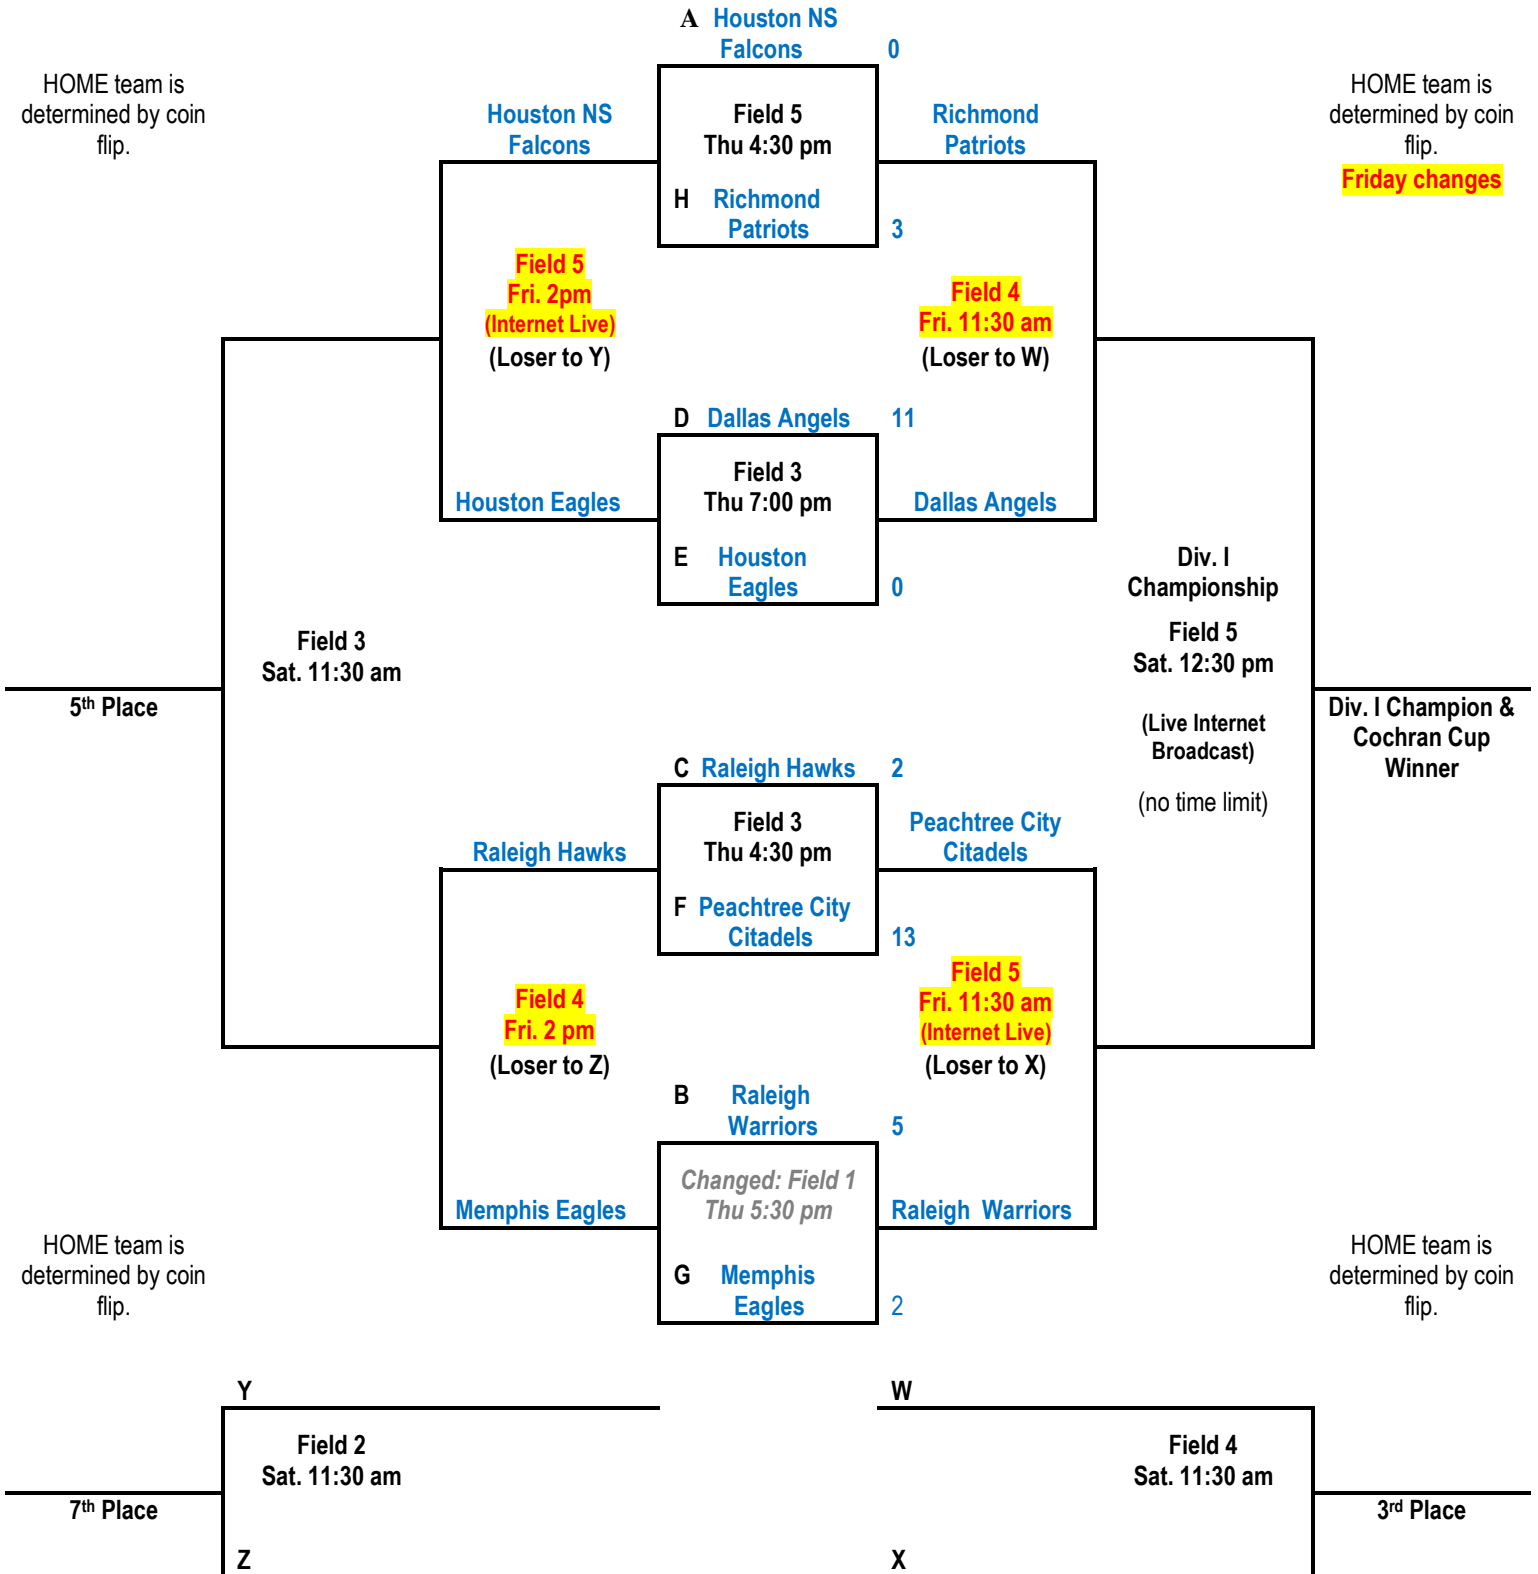 A Houston NS
Falcons 0
HOME team is
determined by coin
flip.
HOME team is
determined by coin
flip.
Friday changes
Houston NS
Falcons
Field 5
Thu 4:30 pm
Richmond
Patriots
H Richmond
Patriots 3
Field 5
Fri. 2pm
(Internet Live)
(Loser to Y)
Field 4
Fri. 11:30 am
(Loser to W)
D Dallas Angels 11
Field 3
Thu 7:00 pm
Houston Eagles
Dallas Angels
E Houston
Eagles 0
Div. I
Championship
Field 5
Sat. 12:30 pm
(Live Internet
Broadcast)
(no time limit)
Field 3
Sat. 11:30 am
5th Place
Div. I Champion &
Cochran Cup
Winner
C Raleigh Hawks 2
Field 3
Thu 4:30 pm
Raleigh Hawks
Peachtree City
Citadels
F Peachtree City
Citadels 13
Field 4
Fri. 2 pm
(Loser to Z)
Field 5
Fri. 11:30 am
(Internet Live)
(Loser to X)
B Raleigh
Warriors 5
Changed: Field 1
Thu 5:30 pm
Memphis Eagles
Raleigh Warriors
G Memphis
Eagles 2
HOME team is
determined by coin
flip.
HOME team is
determined by coin
flip.
Y
Field 2
Sat. 11:30 am
7th Place
Z
W
Field 4
Sat. 11:30 am
3rd Place
X